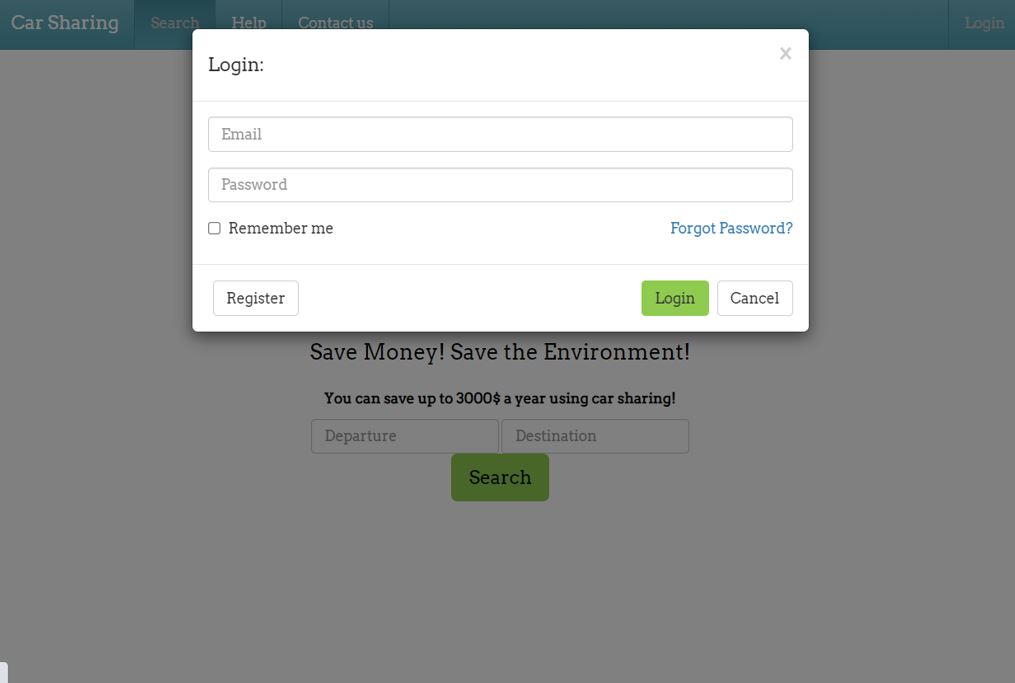 Car Sharing Search Help Contact us Login
Login:
×
Email
Password
Remember me Forgot Password?
Register Login Cancel
Save Money! Save the Environment!
You can save up to 3000$ a year using car sharing!
Departure Destination
Search